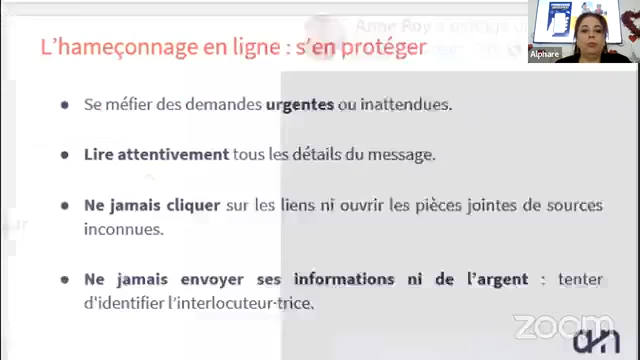 Anne Roy
L'hameçonnage en ligne : s'en protéger
Alphare
● Se méfier des demandes urgentes ou inattendues.
● Lire attentivement tous les détails du message.
● Ne jamais cliquer sur les liens ni ouvrir les pièces jointes de sources
inconnues.
● Ne jamais envoyer ses informations ni de l'argent : tenter
d'identifier l'interlocuteur·trice.
zoom